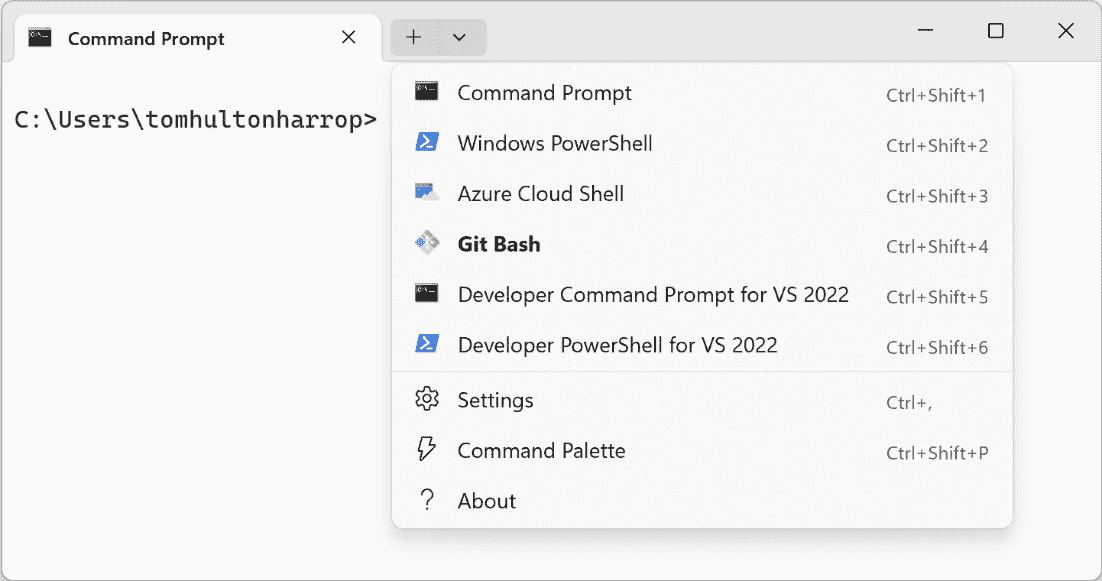 Command Prompt
C:\Users\tomhultonharrop>
Command Prompt Ctrl+Shift+1
Windows PowerShell Ctrl+Shift+2
Azure Cloud Shell Ctrl+Shift+3
Git Bash Ctrl+Shift+4
Developer Command Prompt for VS 2022 Ctrl+Shift+5
Developer PowerShell for VS 2022 Ctrl+Shift+6
Settings Ctrl+,
Command Palette Ctrl+Shift+P
About